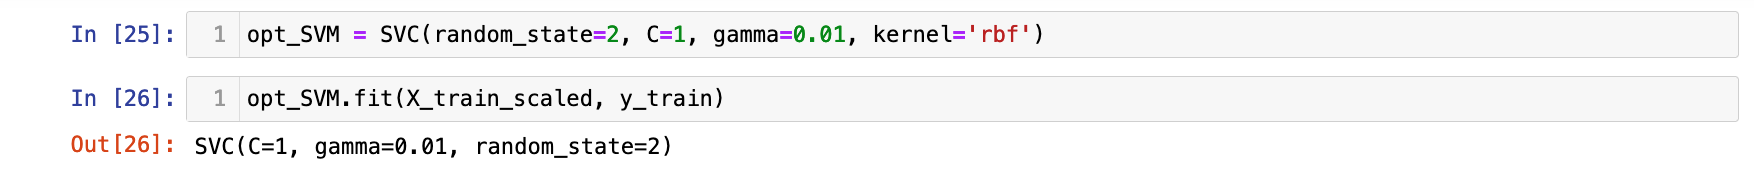 In [25]: 1 opt_SVM = SVC(random_state=2, C=1, gamma=0.01, kernel='rbf')
In [26]: 1 opt_SVM.fit(X_train_scaled, y_train)
Out[26]: SVC(C=1, gamma=0.01, random_state=2)